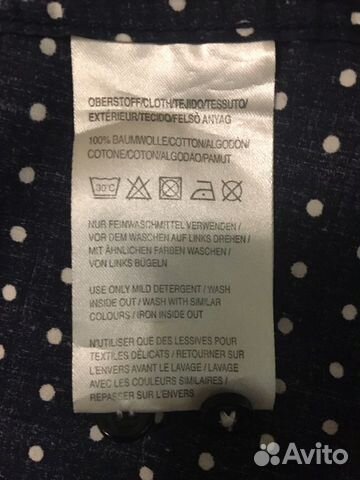 OBERSTOFF/CLOTH/TEJIDO/TESSUTO/
EXTÉRIEUR/TECIDO/FELSÖ ANYAG
100% BAUMWOLLE/COTTON/ALGODÓN/
COTONE/COTON/ALGODAO/PAMUT
30°C
NUR FEINWASCHMITTEL VERWENDEN/
VOR DEM WASCHEN AUF LINKS DREHEN/
MIT ÄHNLICHEN FARBEN WASCHEN/
VON LINKS BÜGELN
USE ONLY MILD DETERGENT/WASH
INSIDE OUT/WASH WITH SIMILAR
COLOURS/IRON INSIDE OUT
N'UTILISER QUE DES LESSIVES POUR
TEXTILES DÉLICATS/RETOURNER SUR
L'ENVERS AVANT LE LAVAGE/LAVAGE
AVEC LES COULEURS SIMILAIRES/
REPASSER SUR L'ENVERS
Avito